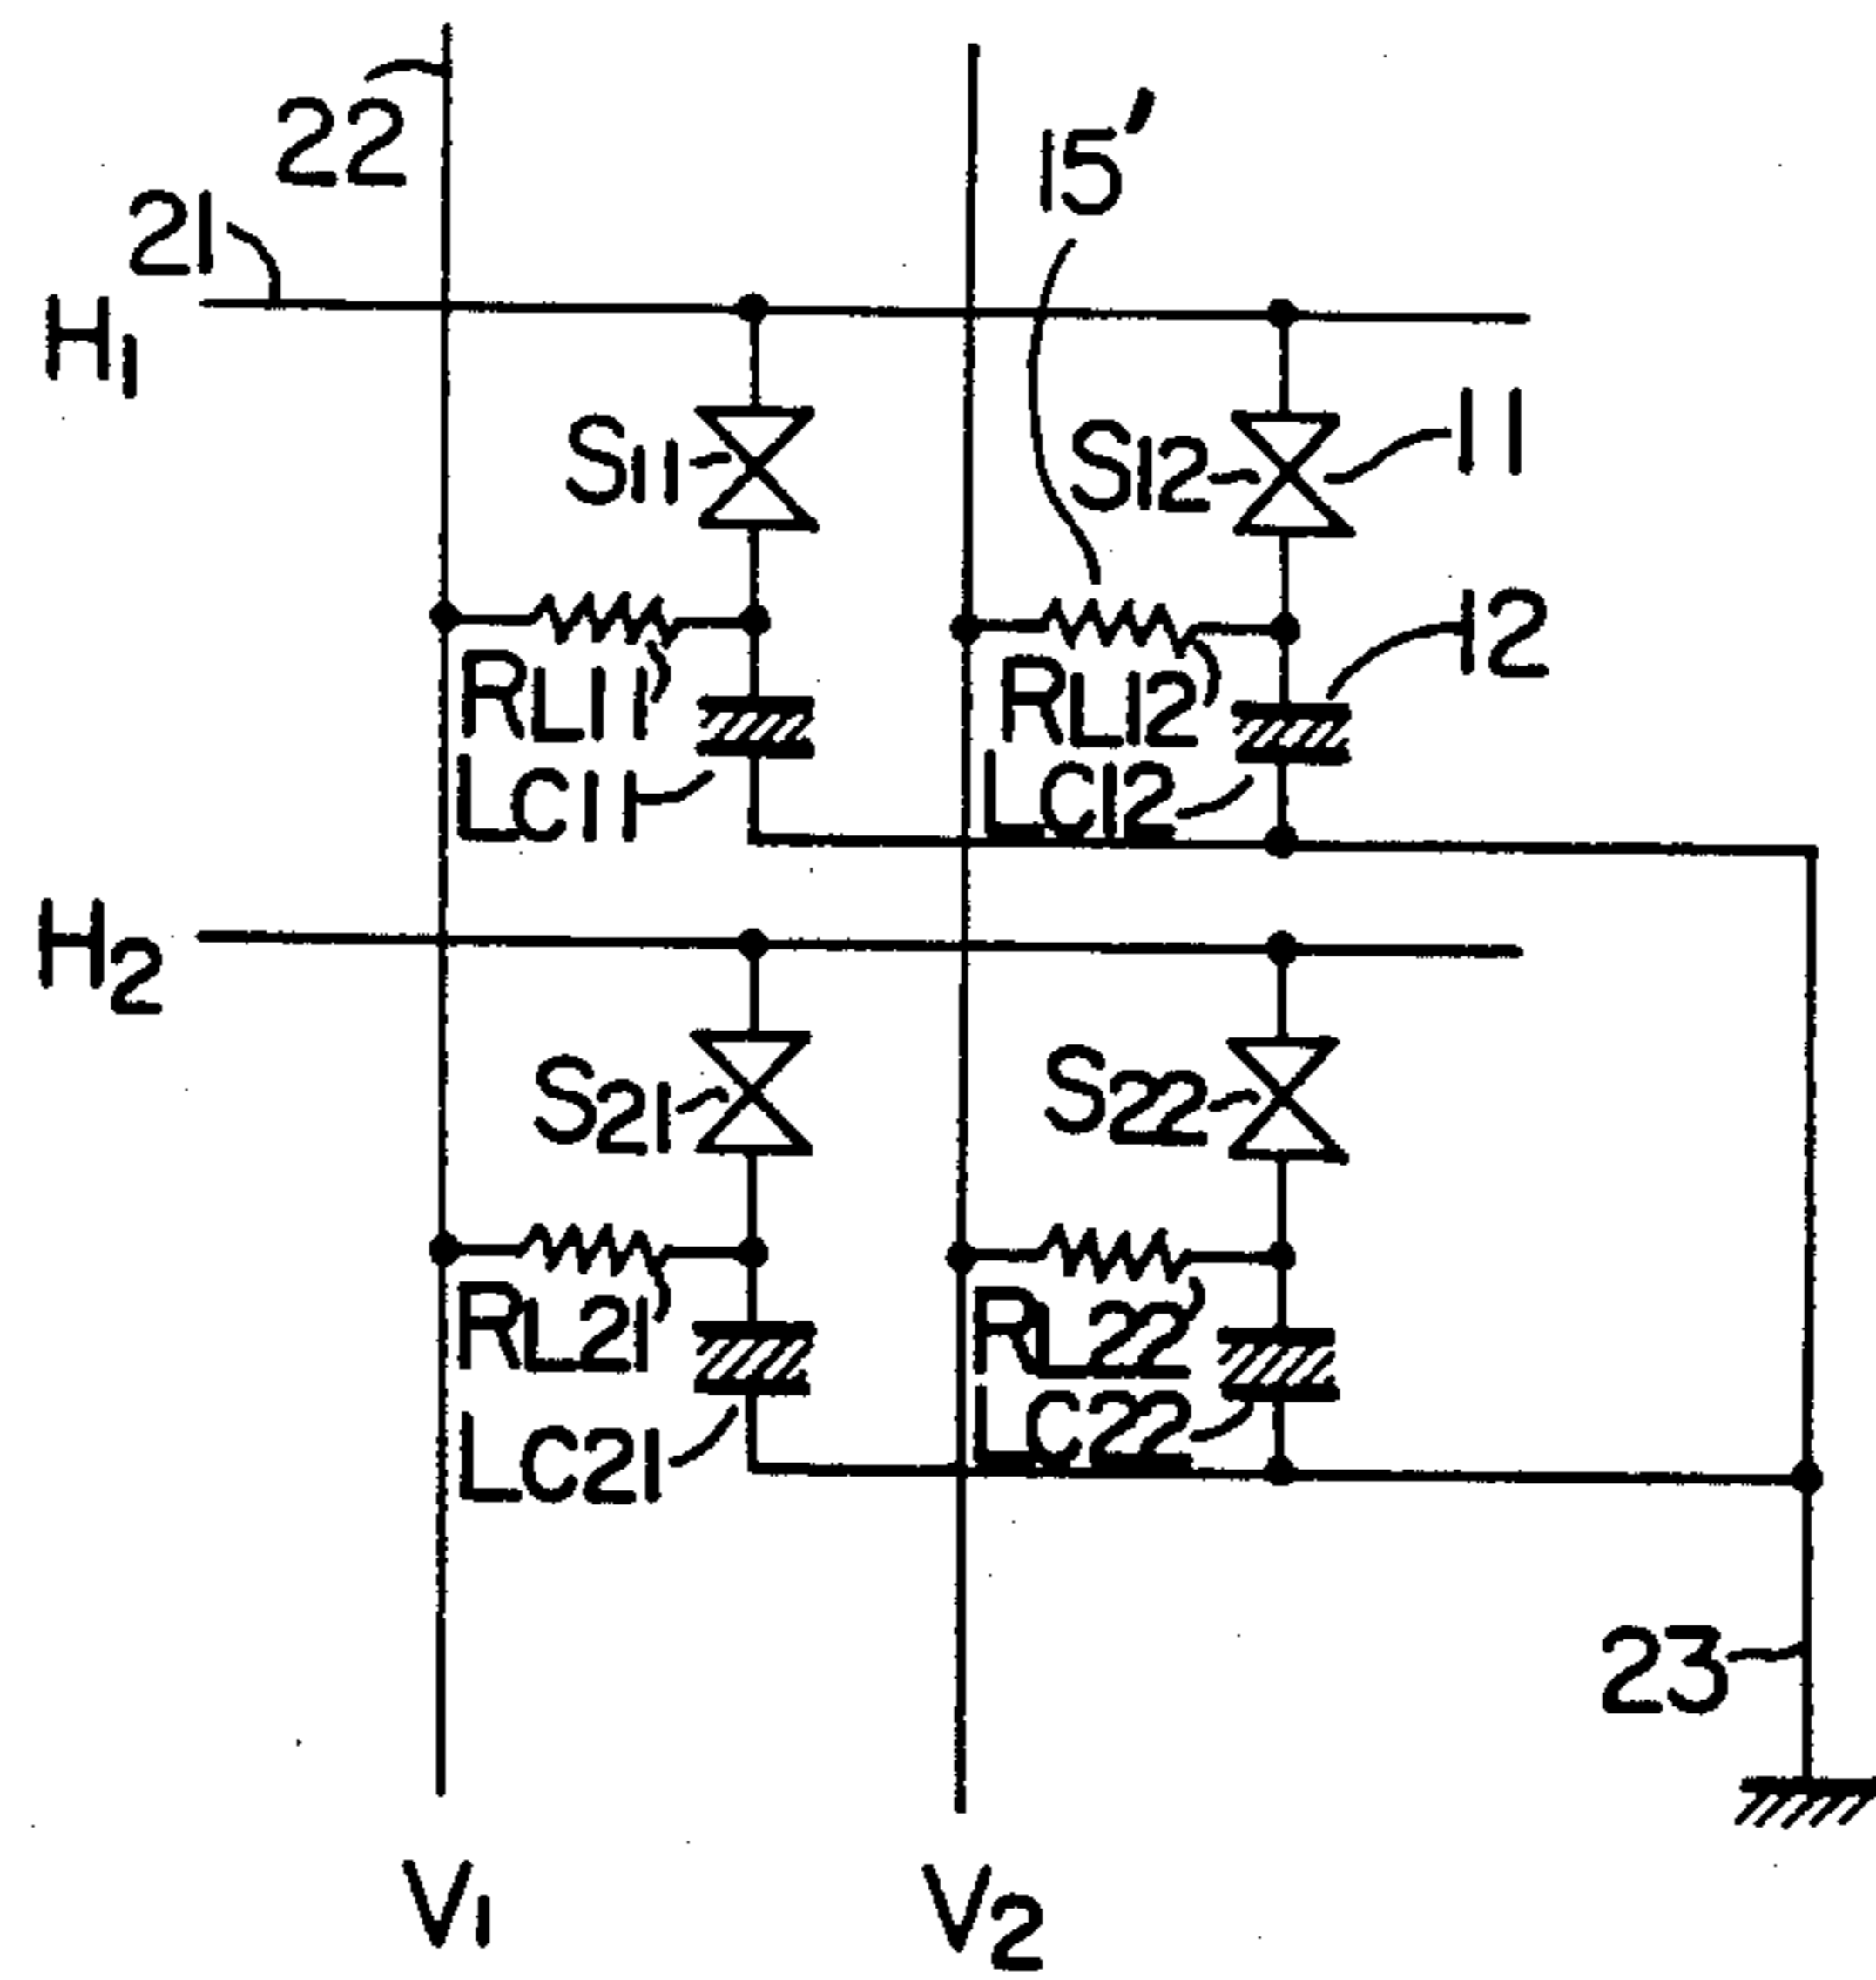 22
15'
21
H1
S11
S12
11
12
RL11'
RL12'
LC11
LC12
H2
S21
S22
RL21'
RL22'
LC21
LC22
23
V1
V2